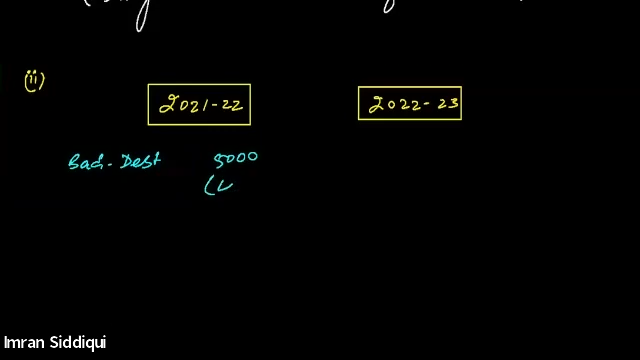 (ii)
2021-22
2022-23
Bad-Debt 5000
Imran Siddiqui